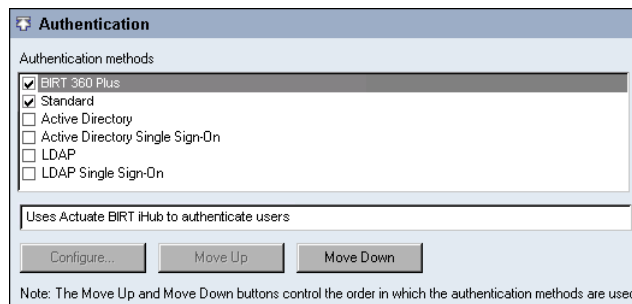 Authentication
Authentication methods
BIRT 360 Plus
Standard
Active Directory
Active Directory Single Sign-On
LDAP
LDAP Single Sign-On
Uses Actuate BIRT iHub to authenticate users
Configure... Move Up Move Down
Note: The Move Up and Move Down buttons control the order in which the authentication methods are used